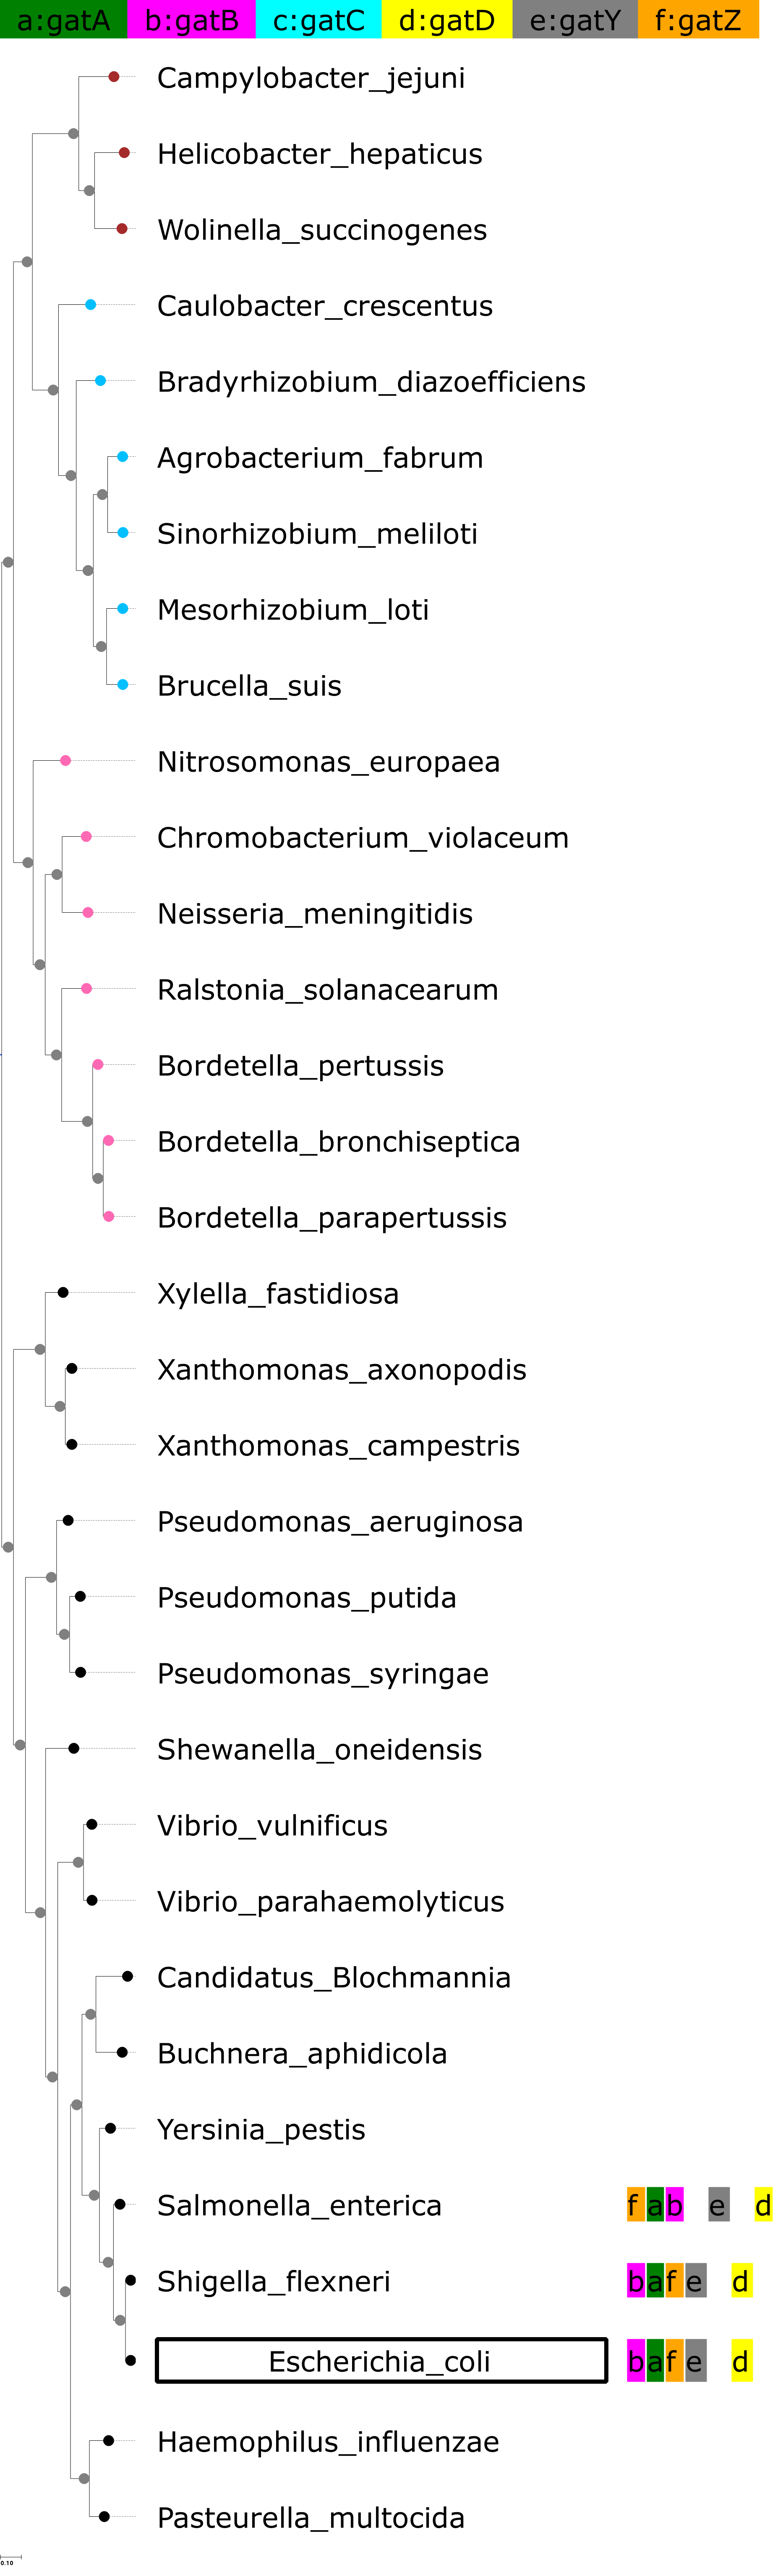 a:gatA b:gatB c:gatC d:gatD e:gatY f:gatZ
Campylobacter_jejuni
Helicobacter_hepaticus
Wolinella_succinogenes
Caulobacter_crescentus
Bradyrhizobium_diazoefficiens
Agrobacterium_fabrum
Sinorhizobium_meliloti
Mesorhizobium_loti
Brucella_suis
Nitrosomonas_europaea
Chromobacterium_violaceum
Neisseria_meningitidis
Ralstonia_solanacearum
Bordetella_pertussis
Bordetella_bronchiseptica
Bordetella_parapertussis
Xylella_fastidiosa
Xanthomonas_axonopodis
Xanthomonas_campestris
Pseudomonas_aeruginosa
Pseudomonas_putida
Pseudomonas_syringae
Shewanella_oneidensis
Vibrio_vulnificus
Vibrio_parahaemolyticus
Candidatus_Blochmannia
Buchnera_aphidicola
Yersinia_pestis
Salmonella_enterica f a b e d
Shigella_flexneri b a f e d
Escherichia_coli b a f e d
Haemophilus_influenzae
Pasteurella_multocida
0.10